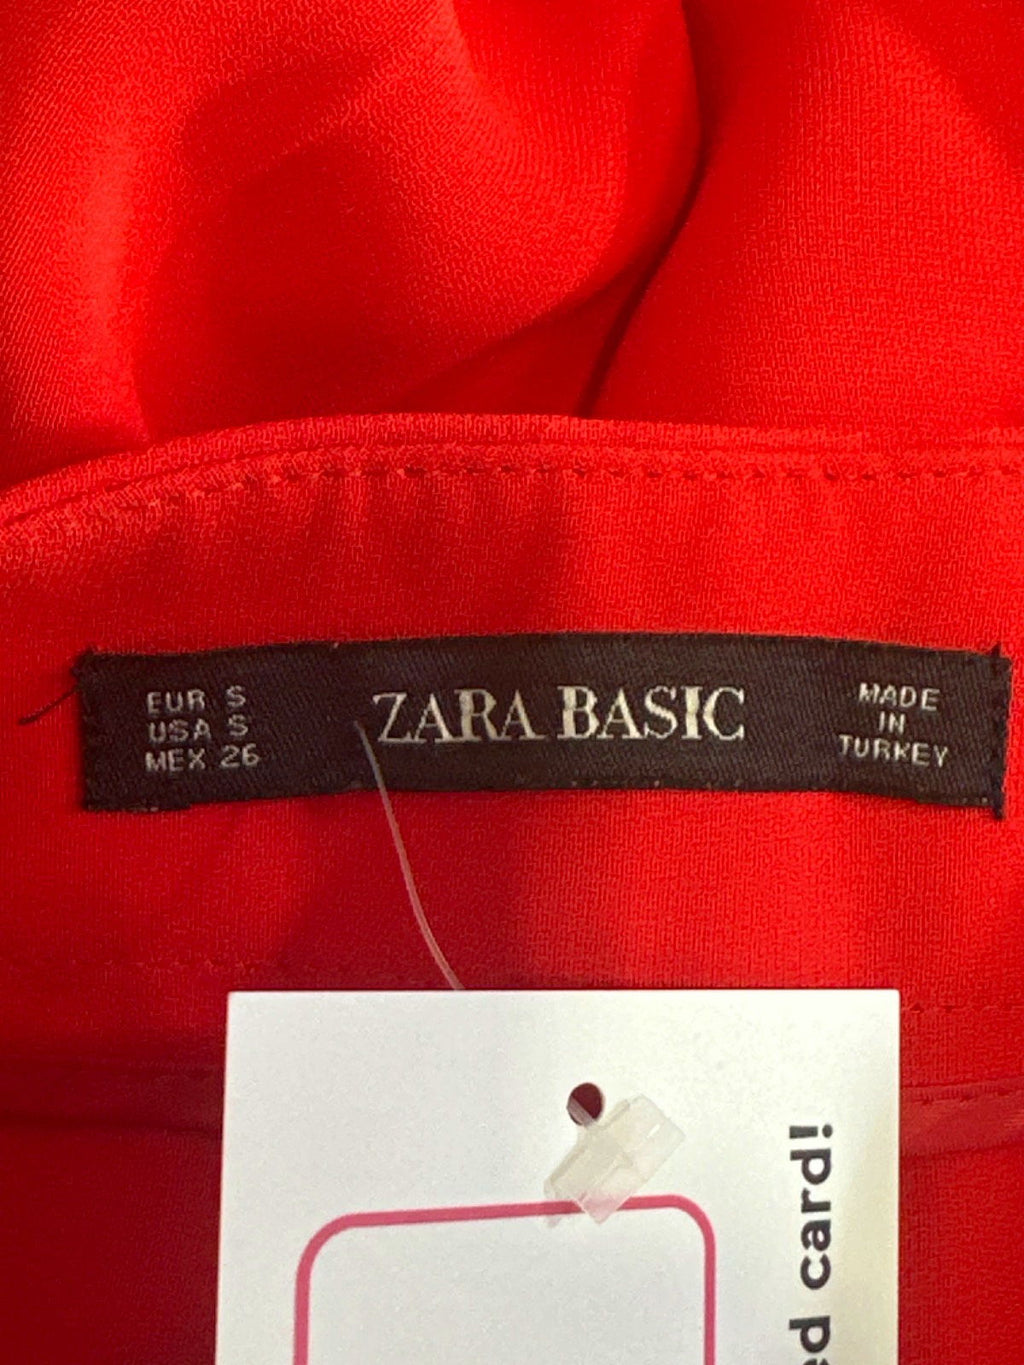 EUR S
USA S
MEX 26
ZARA BASIC
MADE
IN
TURKEY
card!